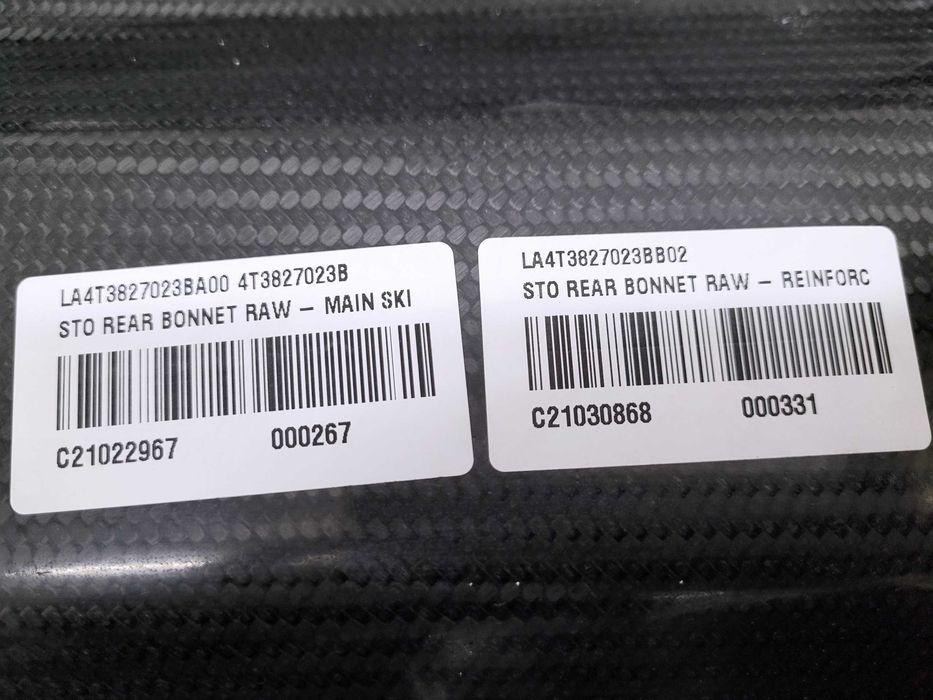 LA4T3827023BA00 4T3827023B
STO REAR BONNET RAW – MAIN SKI
C21022967 000267
LA4T3827023BB02
STO REAR BONNET RAW – REINFORC
C21030868 000331